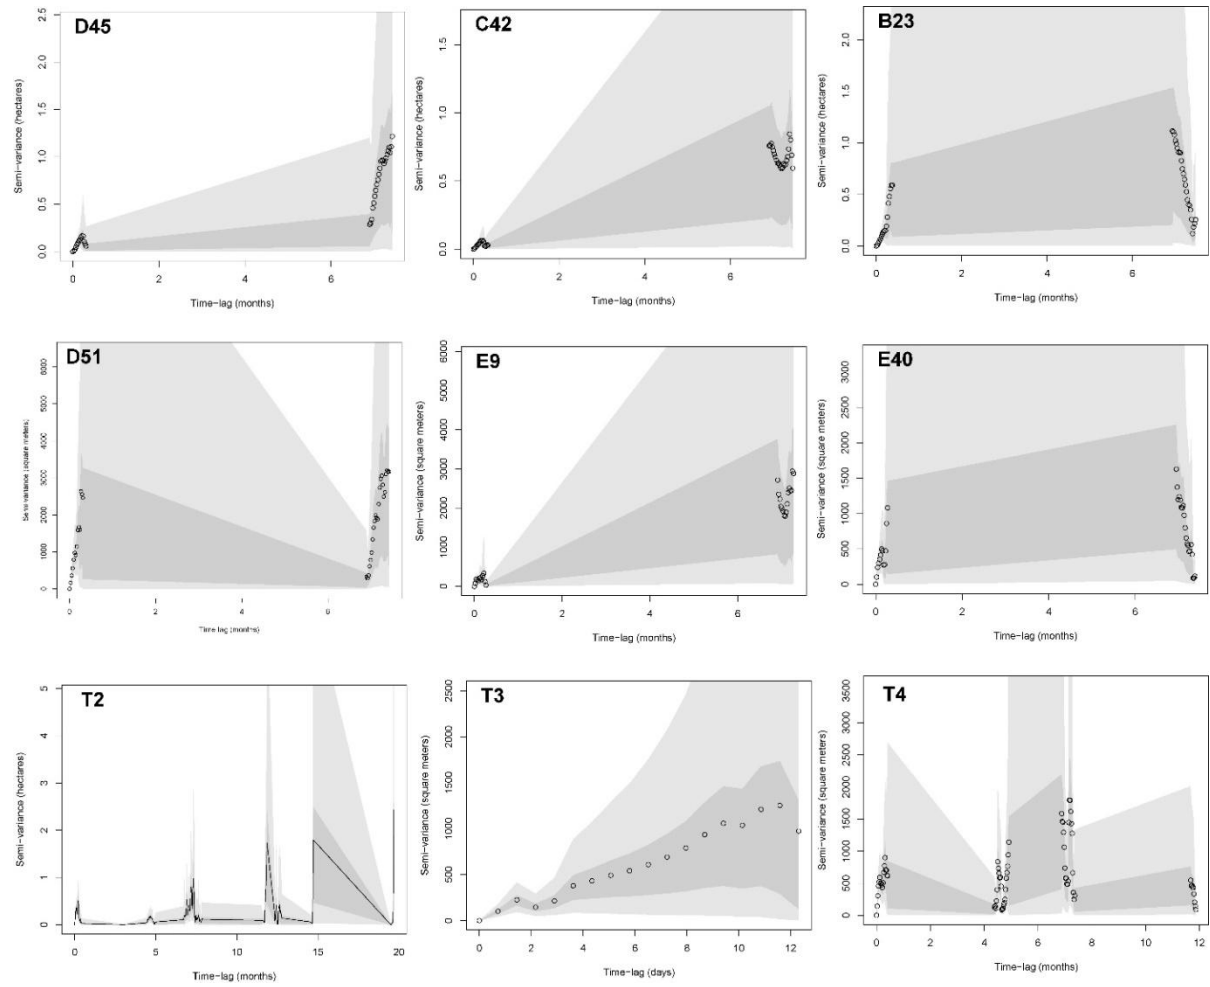 D45
2.5
2.0
1.5
1.0
0.5
0.0
Semi−variance (hectares)
0 2 4 6
Time−lag (months)
C42
1.5
1.0
0.5
0.0
Semi−variance (hectares)
0 2 4 6
Time−lag (months)
B23
2.0
1.5
1.0
0.5
0.0
Semi−variance (hectares)
0 2 4 6
Time−lag (months)
D51
6000
5000
4000
3000
2000
1000
0
Semi−variance (square meters)
0 2 4 6
Time−lag (months)
E9
6000
5000
4000
3000
2000
1000
0
Semi−variance (square meters)
0 2 4 6
Time−lag (months)
E40
3000
2500
2000
1500
1000
500
0
Semi−variance (square meters)
0 2 4 6
Time−lag (months)
T2
5
4
3
2
1
0
Semi−variance (hectares)
0 5 10 15 20
Time−lag (months)
T3
2500
2000
1500
1000
500
0
Semi−variance (square meters)
0 2 4 6 8 10 12
Time−lag (days)
T4
3500
3000
2500
2000
1500
1000
500
0
Semi−variance (square meters)
0 2 4 6 8 10 12
Time−lag (months)